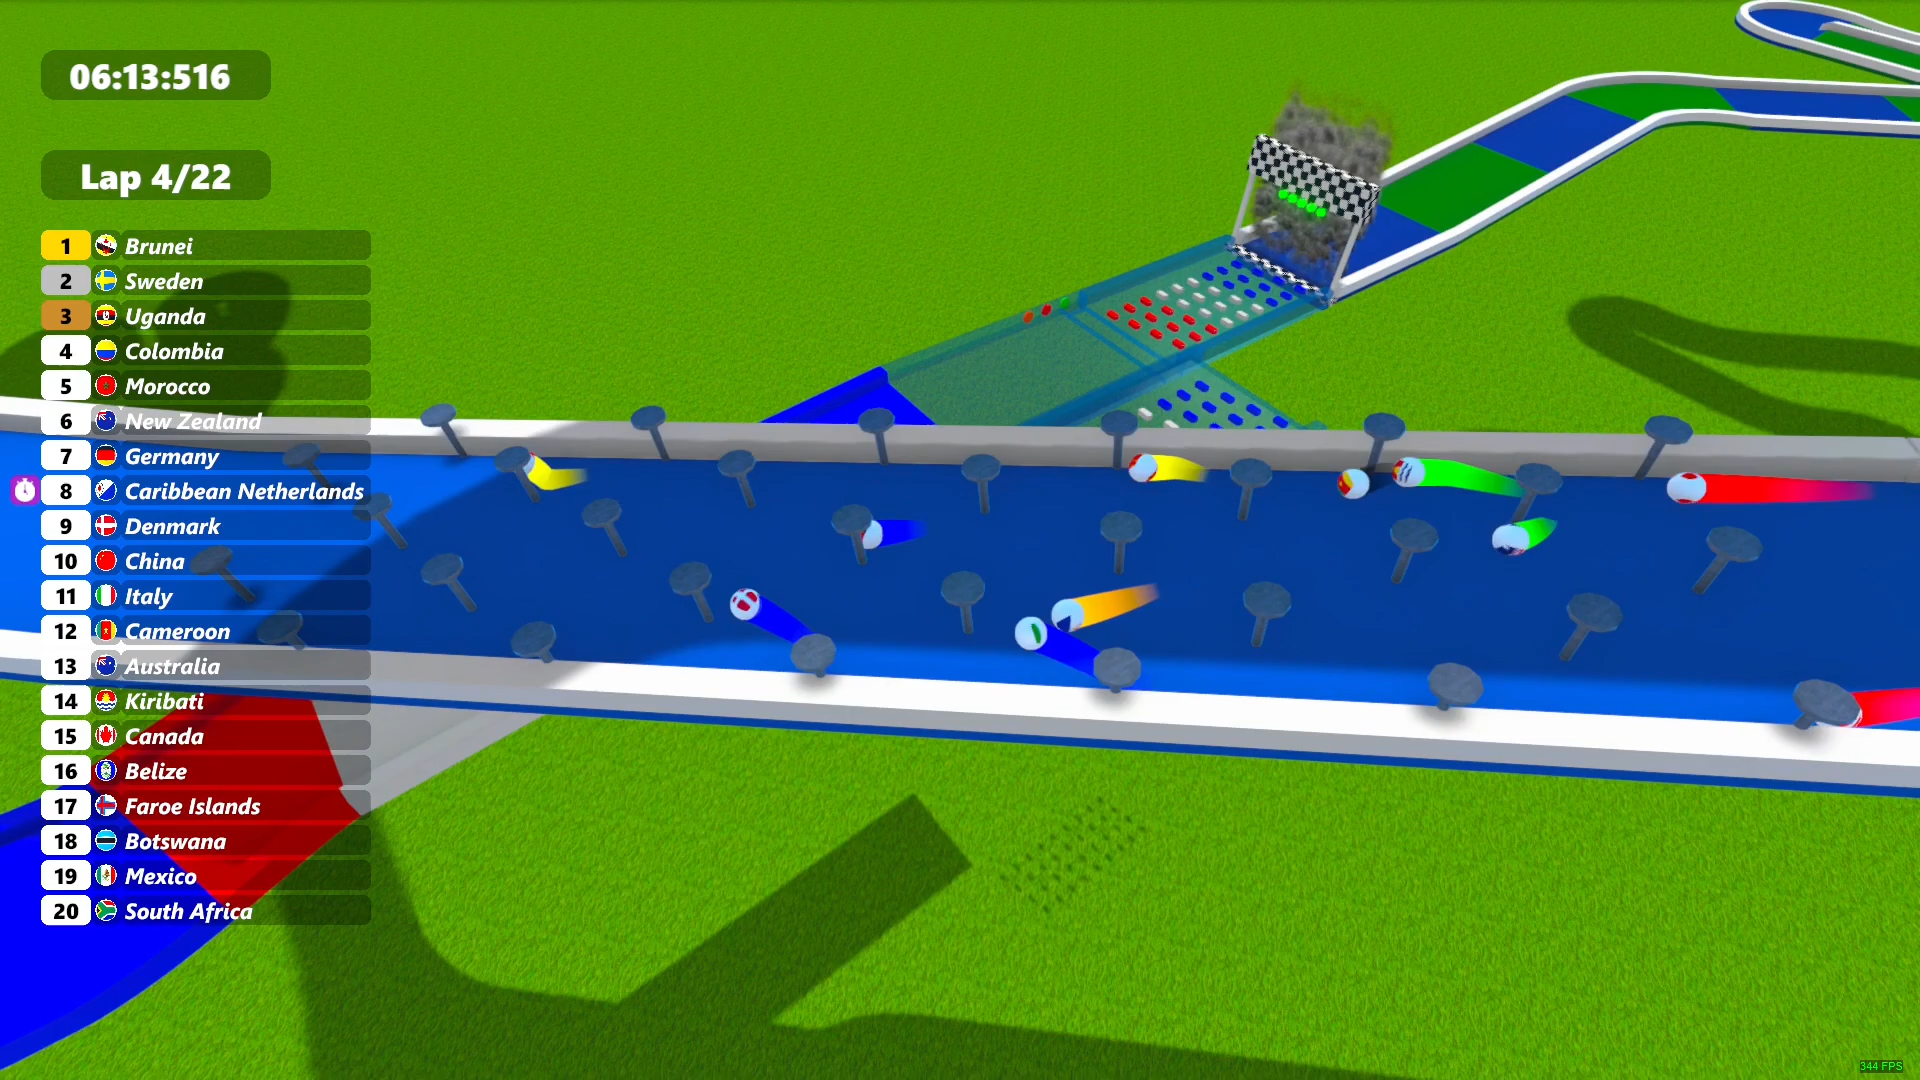 06:13:516
Lap 4/22
1 Brunei
2 Sweden
3 Uganda
4 Colombia
5 Morocco
6 New Zealand
7 Germany
8 Caribbean Netherlands
9 Denmark
10 China
11 Italy
12 Cameroon
13 Australia
14 Kiribati
15 Canada
16 Belize
17 Faroe Islands
18 Botswana
19 Mexico
20 South Africa
344 FPS